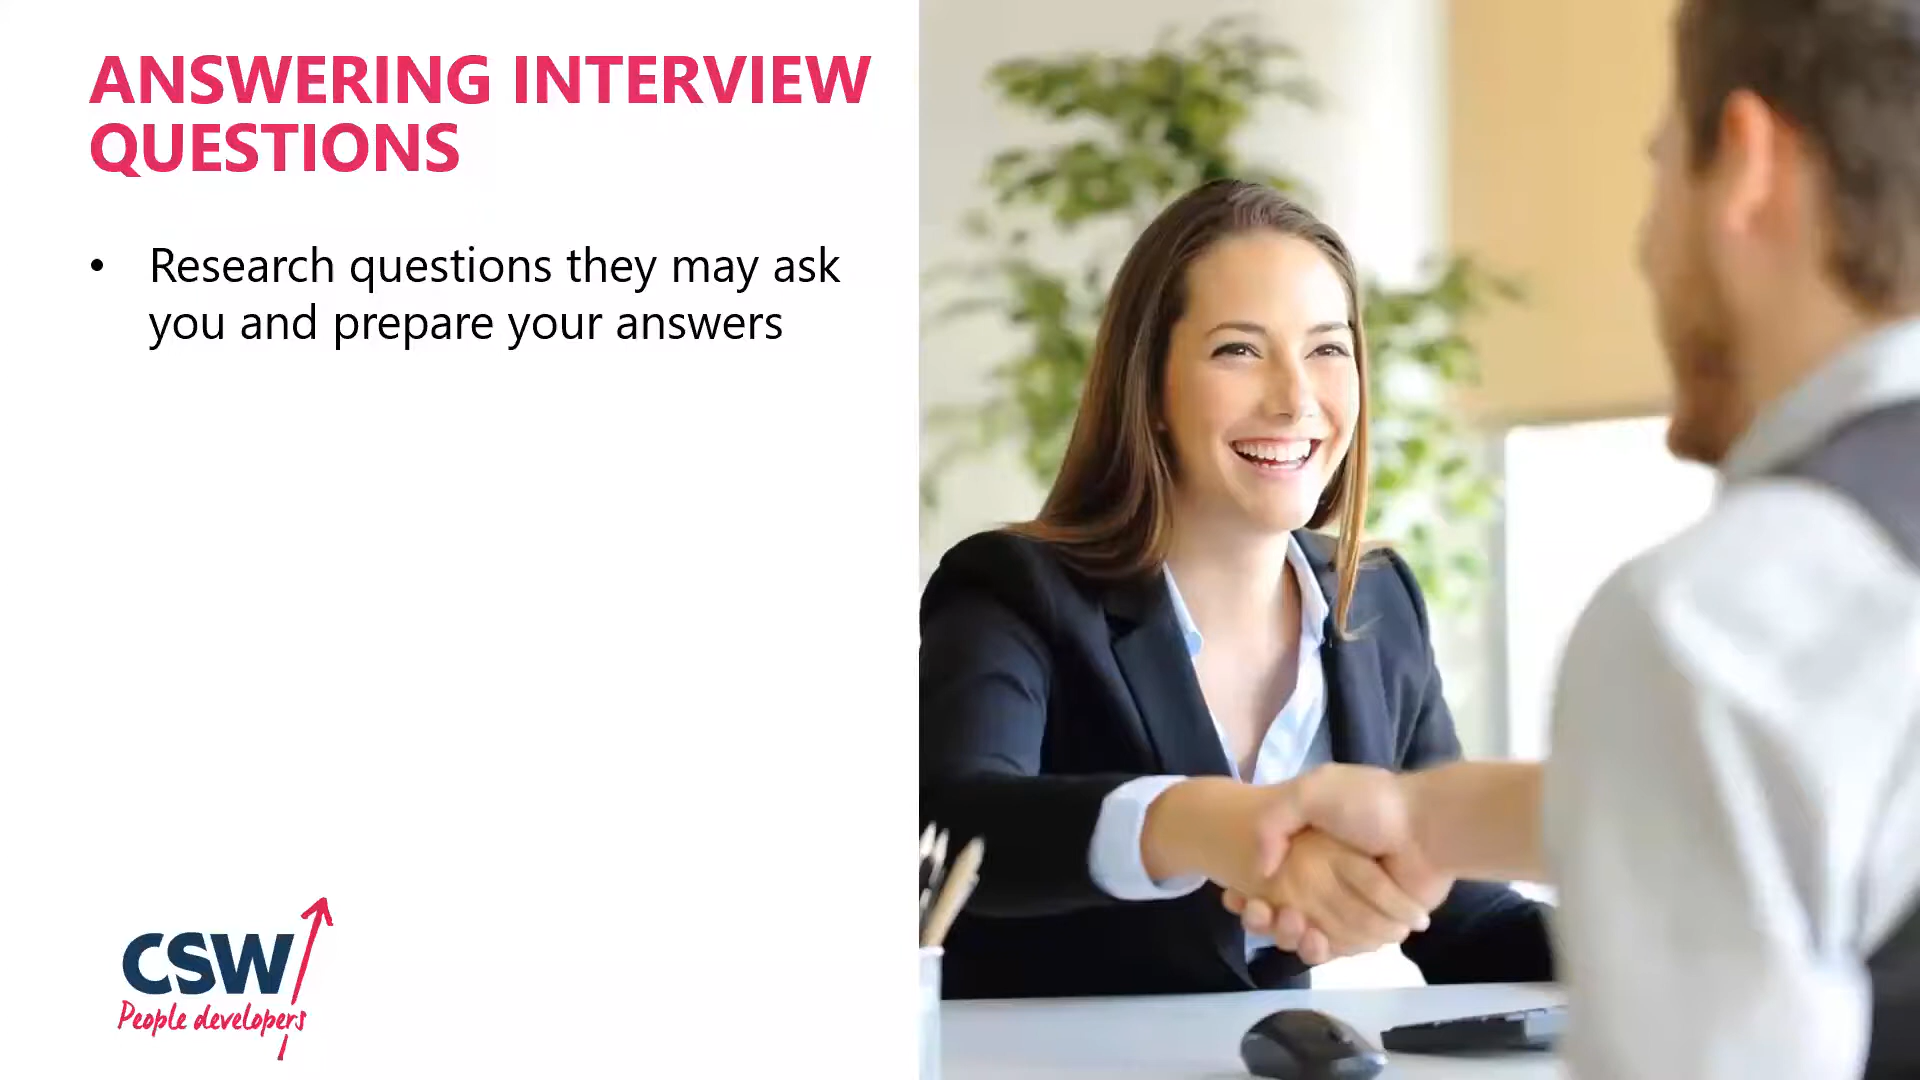 ANSWERING INTERVIEW
QUESTIONS
• Research questions they may ask
you and prepare your answers
CSW
People developers